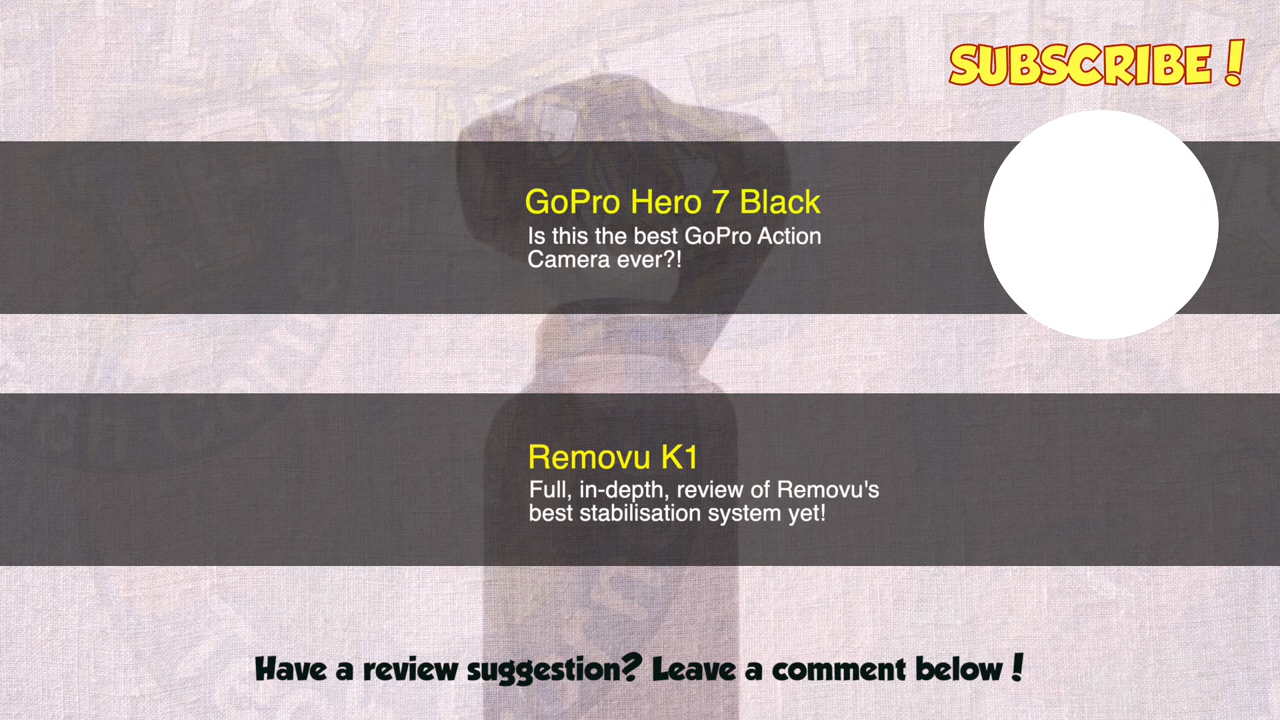 SUBSCRIBE!
GoPro Hero 7 Black
Is this the best GoPro Action
Camera ever?!
Removu K1
Full, in-depth, review of Removu's
best stabilisation system yet!
Have a review suggestion? Leave a comment below!